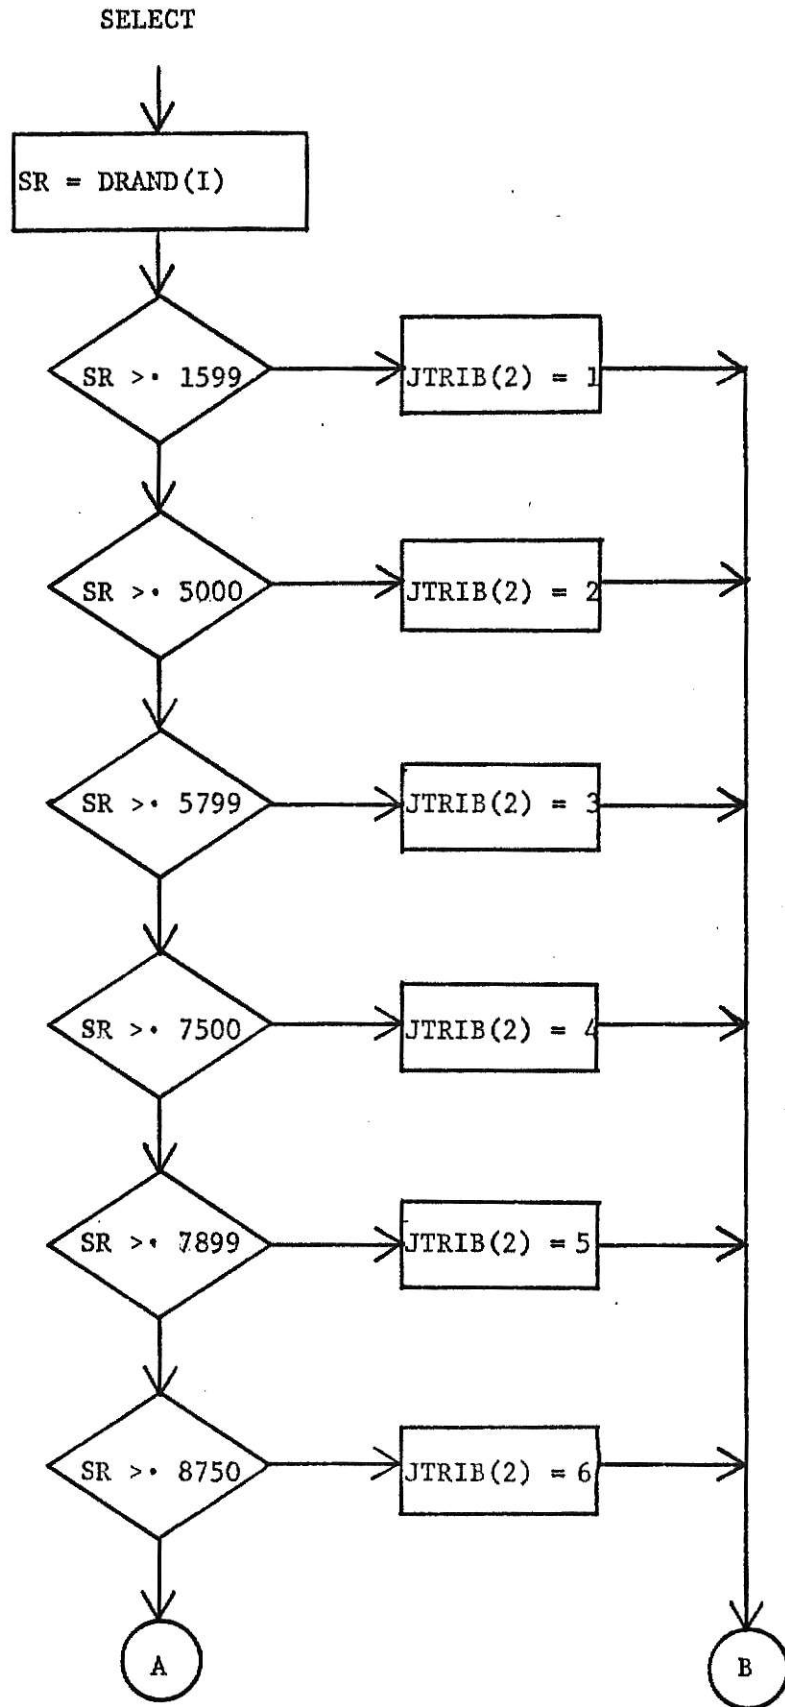 SELECT
SR = DRAND(I)
SR >. 1599
JTRIB(2) = 1
SR >. 5000
JTRIB(2) = 2
SR >. 5799
JTRIB(2) = 3
SR >. 7500
JTRIB(2) = 4
SR >. 7899
JTRIB(2) = 5
SR >. 8750
JTRIB(2) = 6
A
B